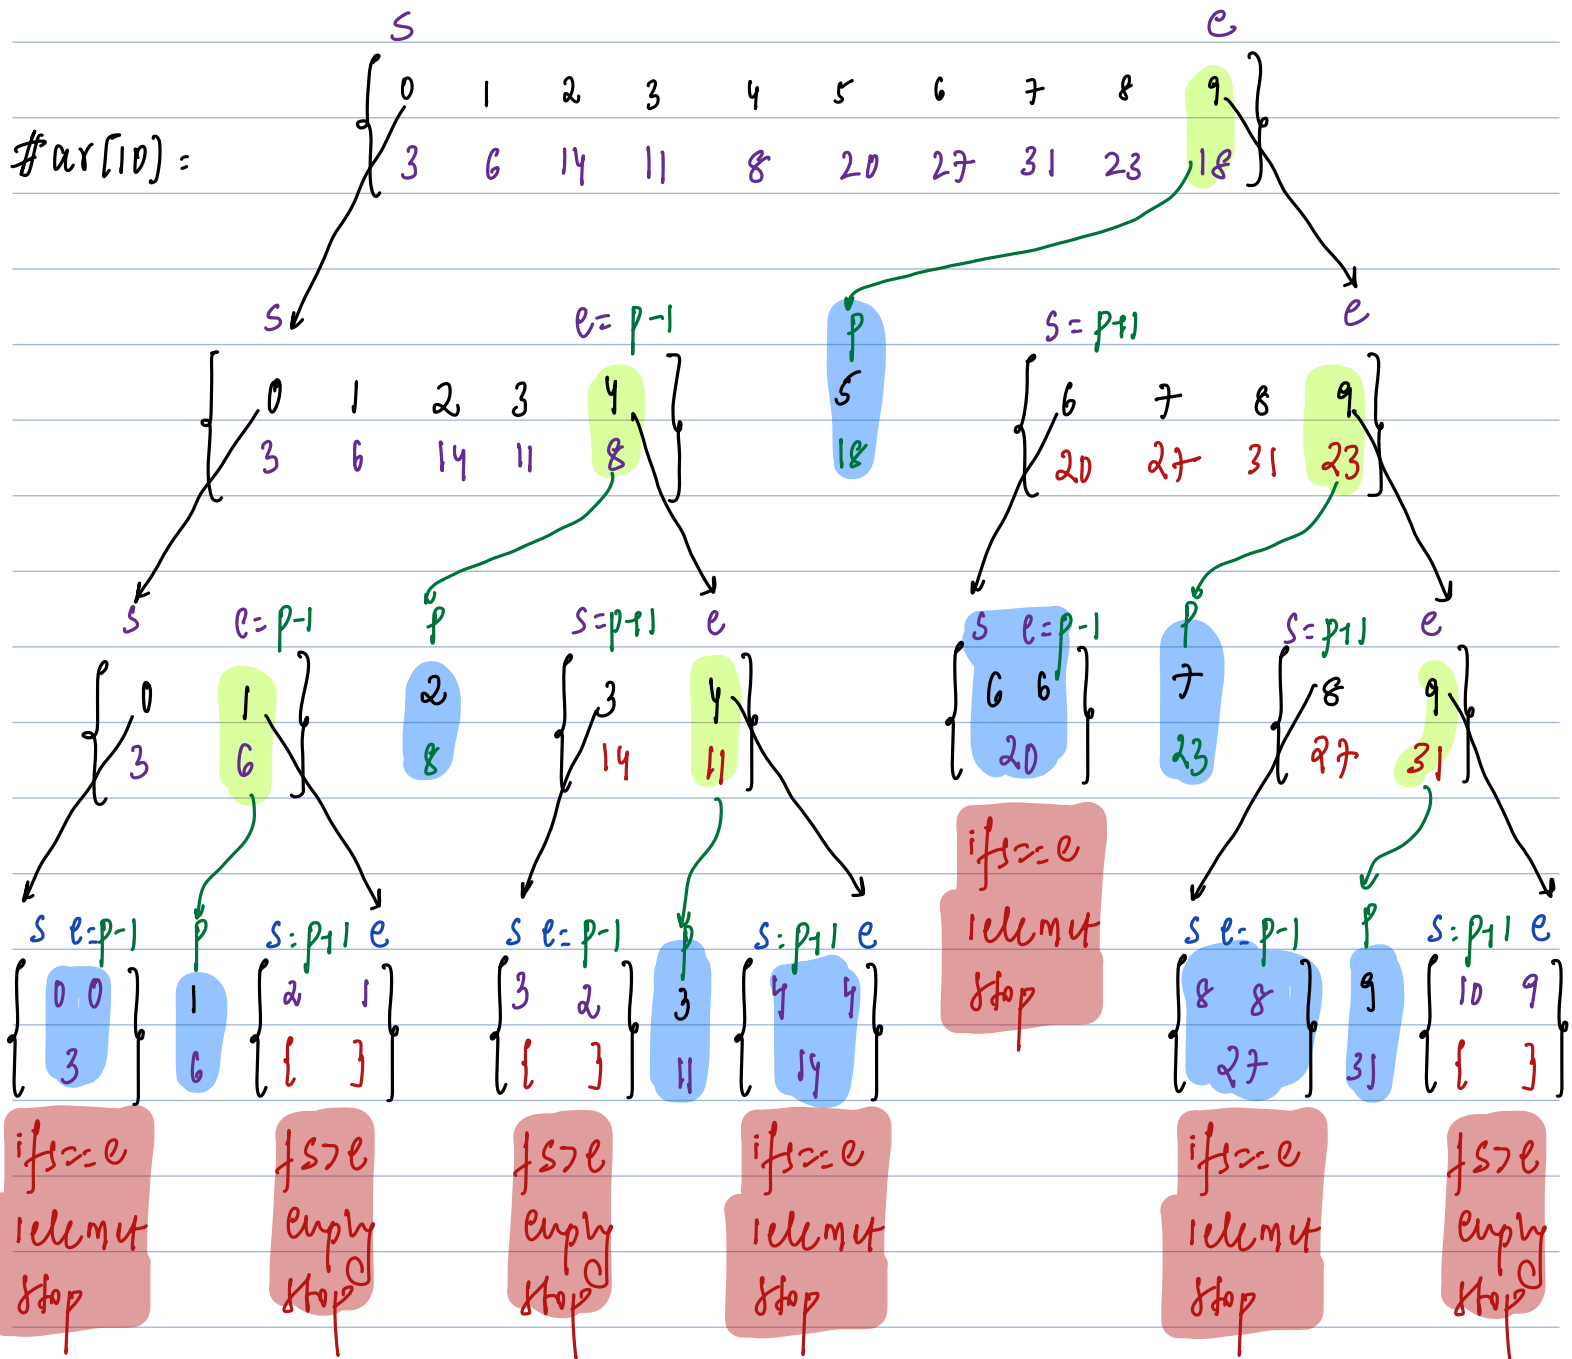 s e
0 1 2 3 4 5 6 7 8 9
#ar[10] = 3 6 14 11 8 20 27 31 23 18
s e = p-1 p s = p+1 e
0 1 2 3 4 5 6 7 8 9
3 6 14 11 8 18 20 27 31 23
s e = p-1 p s = p+1 e s e = p-1 p s = p+1 e
0 1 2 3 4 6 6 7 8 9
3 6 8 14 11 20 23 27 31
if s == e
1 elemnt
stop
s e = p-1 p s = p+1 e s e = p-1 p s = p+1 e s e = p-1 p s = p+1 e
0 0 1 2 1 3 2 3 4 4 8 8 9 10 9
3 6 { } { } 11 14 27 31 { }
if s == e if s > e if s > e if s == e if s == e if s > e
1 elemnt empty empty 1 elemnt 1 elemnt empty
stop stop stop stop stop stop